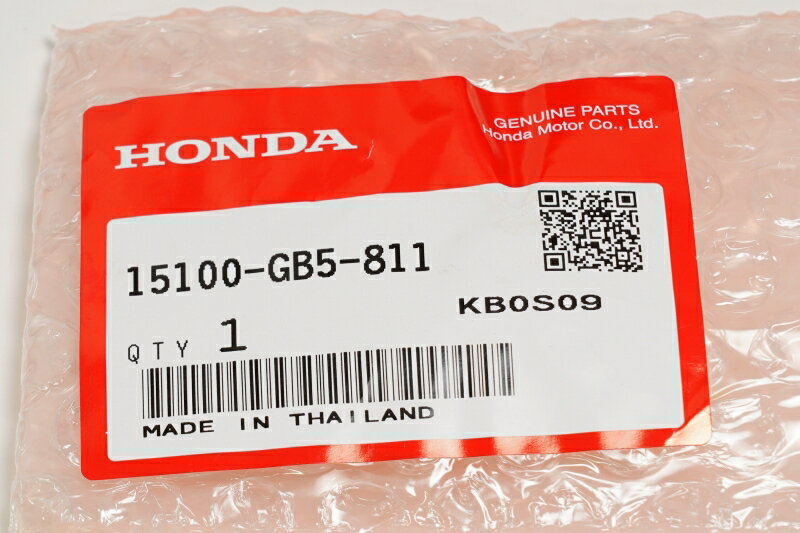 HONDA
GENUINE PARTS
Honda Motor Co., Ltd.
15100-GB5-811
KB0S09
QTY 1
MADE IN THAILAND